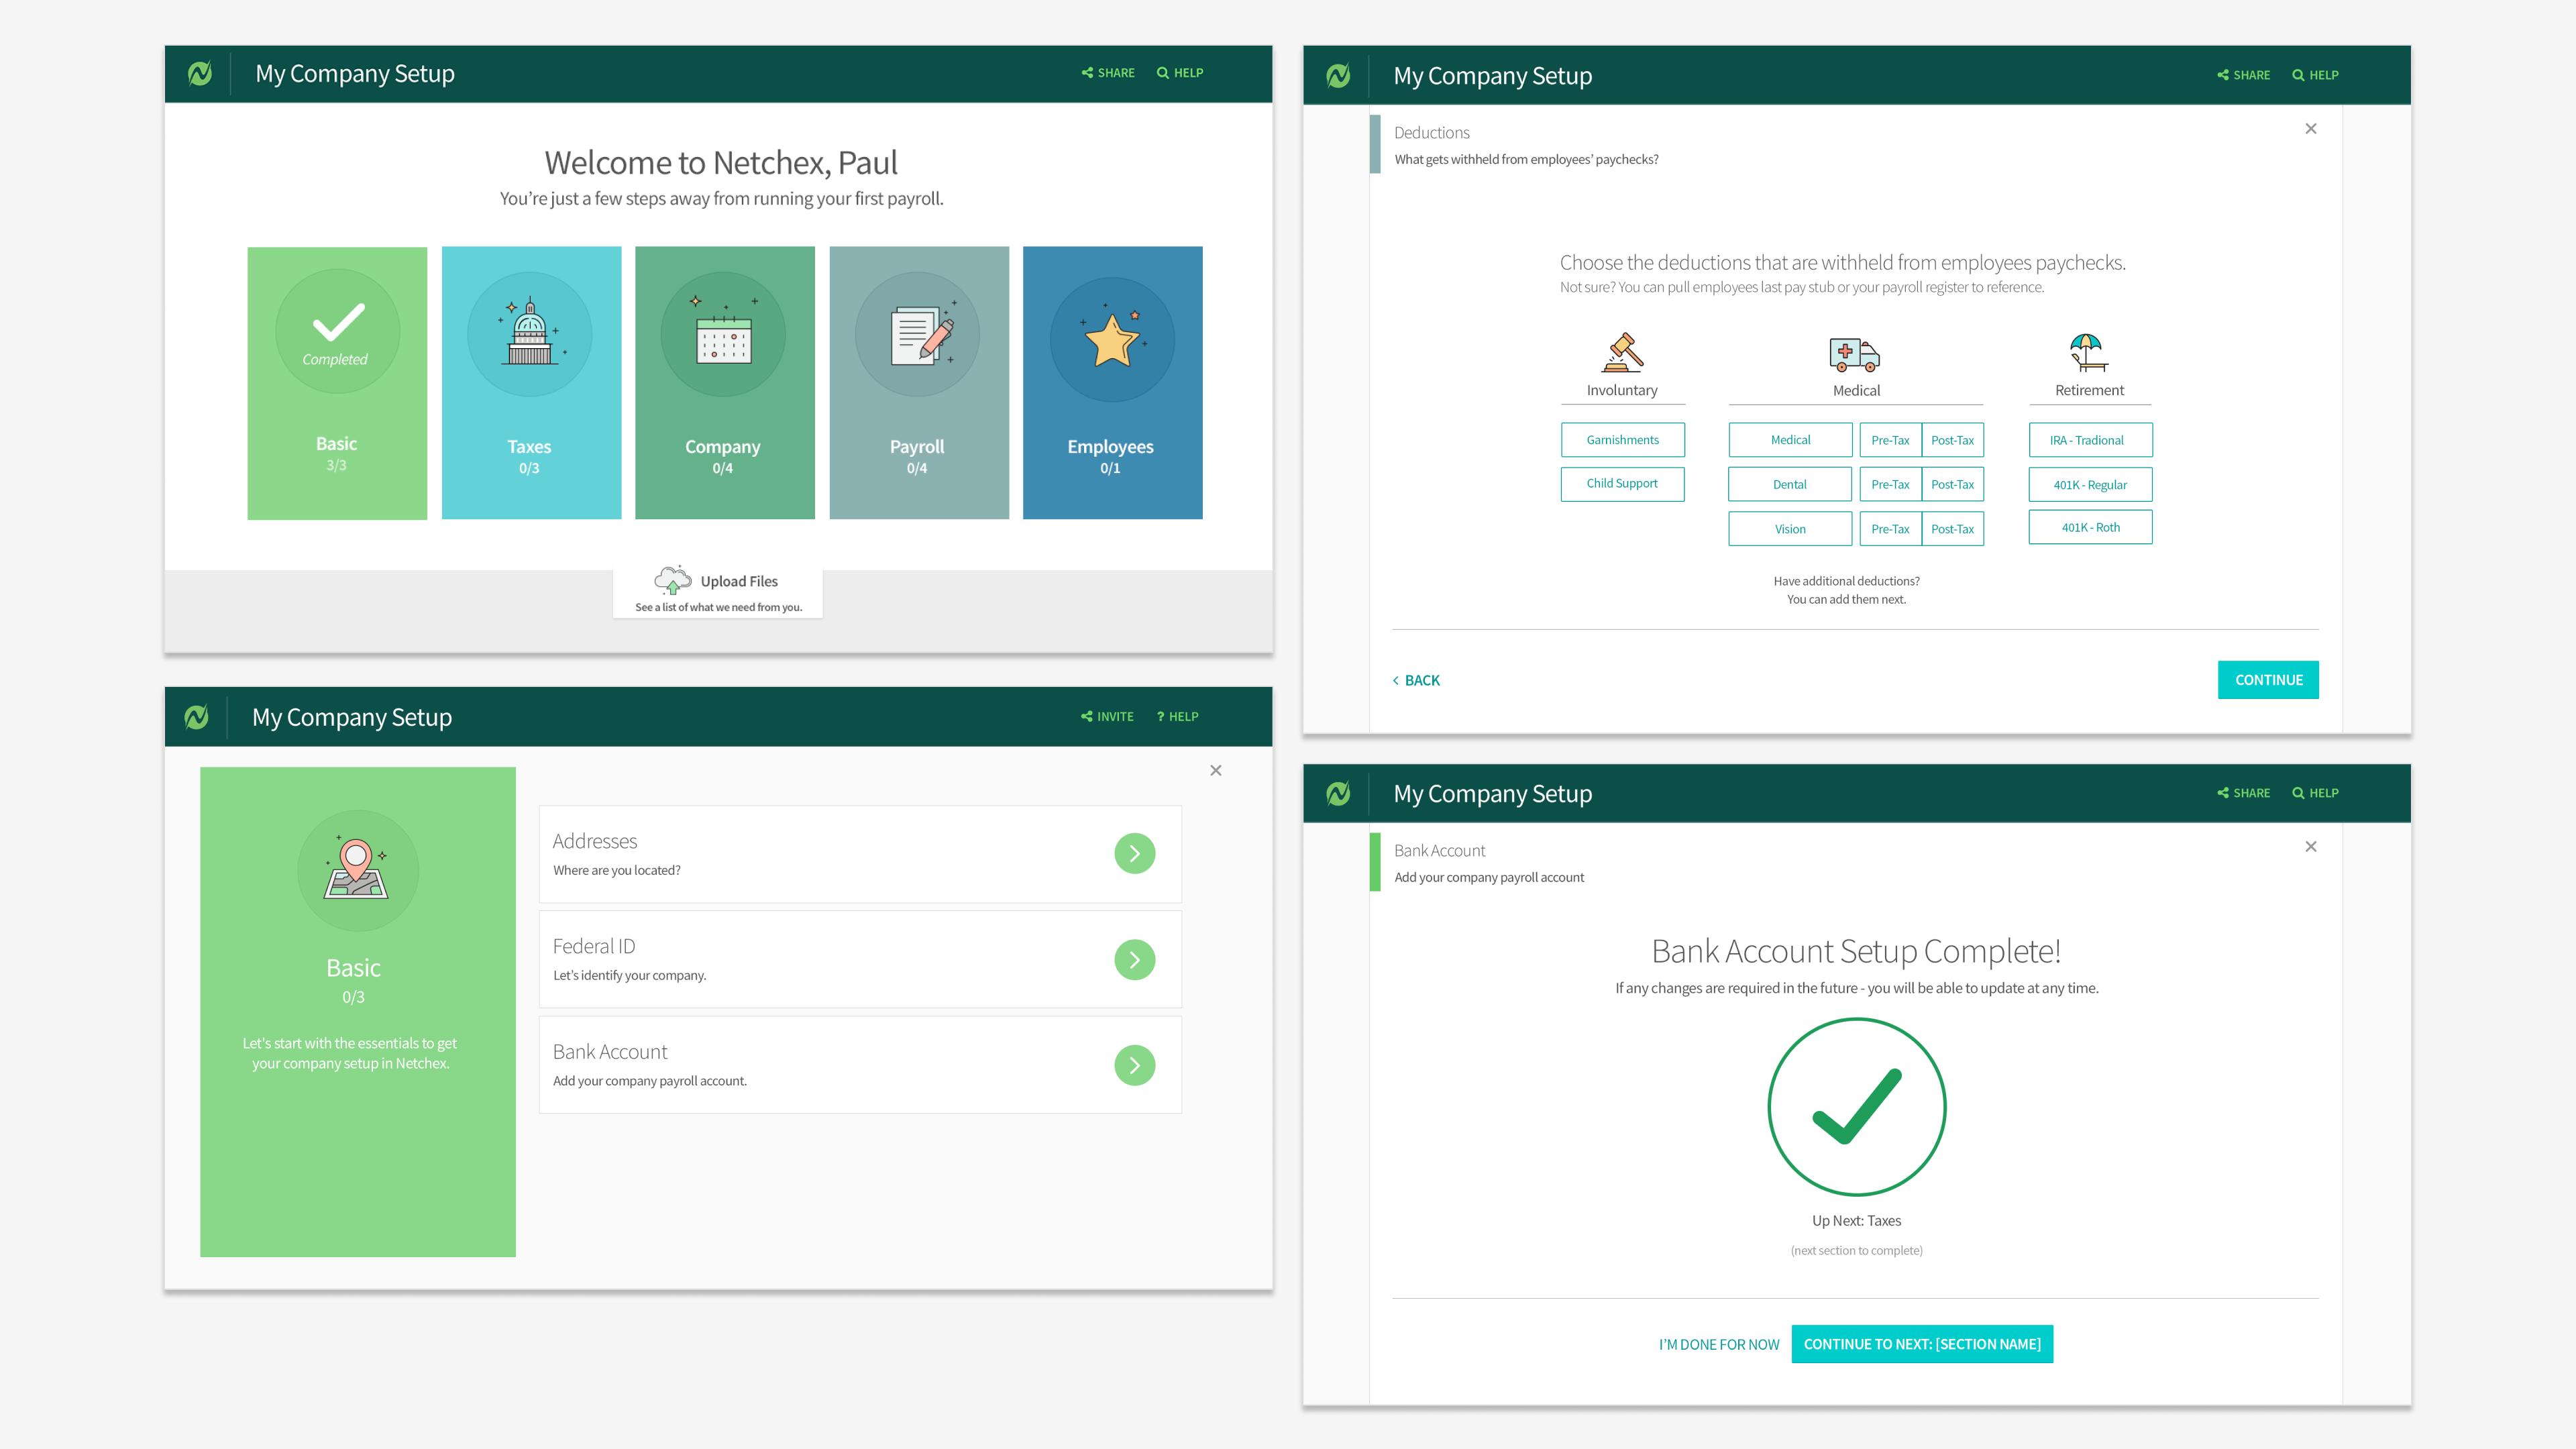 My Company Setup
SHARE
HELP
Welcome to Netchex, Paul
You're just a few steps away from running your first payroll.
Completed
Basic
3/3
Taxes
0/3
Company
0/4
Payroll
0/4
Employees
0/1
Upload Files
See a list of what we need from you.
My Company Setup
INVITE
? HELP
Basic
0/3
Let's start with the essentials to get
your company setup in Netchex.
Addresses
Where are you located?
Federal ID
Let's identify your company.
Bank Account
Add your company payroll account.
My Company Setup
SHARE
HELP
Deductions
What gets withheld from employees' paychecks?
Choose the deductions that are withheld from employees paychecks.
Not sure? You can pull employees last pay stub or your payroll register to reference.
Involuntary
Garnishments
Child Support
Medical
Medical Pre-Tax Post-Tax
Dental Pre-Tax Post-Tax
Vision Pre-Tax Post-Tax
Retirement
IRA - Tradional
401K - Regular
401K - Roth
Have additional deductions?
You can add them next.
< BACK
CONTINUE
My Company Setup
SHARE
HELP
Bank Account
Add your company payroll account
Bank Account Setup Complete!
If any changes are required in the future - you will be able to update at any time.
Up Next: Taxes
(next section to complete)
I'M DONE FOR NOW
CONTINUE TO NEXT: [SECTION NAME]